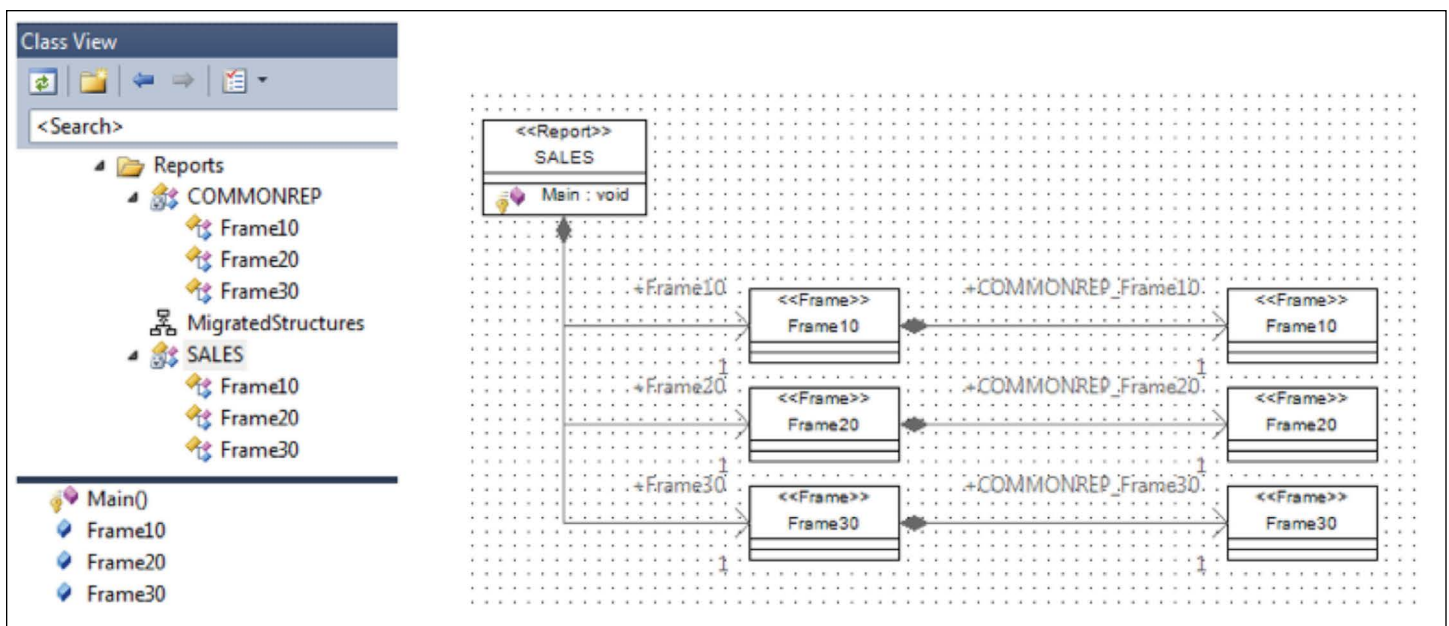 Class View
<Search>
Reports
COMMONREP
Frame10
Frame20
Frame30
MigratedStructures
SALES
Frame10
Frame20
Frame30
Main()
Frame10
Frame20
Frame30
<<Report>>
SALES
Main : void
+Frame10
<<Frame>>
Frame10
1
+COMMONREP_Frame10
<<Frame>>
Frame10
1
+Frame20
<<Frame>>
Frame20
1
+COMMONREP_Frame20
<<Frame>>
Frame20
1
+Frame30
<<Frame>>
Frame30
1
+COMMONREP_Frame30
<<Frame>>
Frame30
1